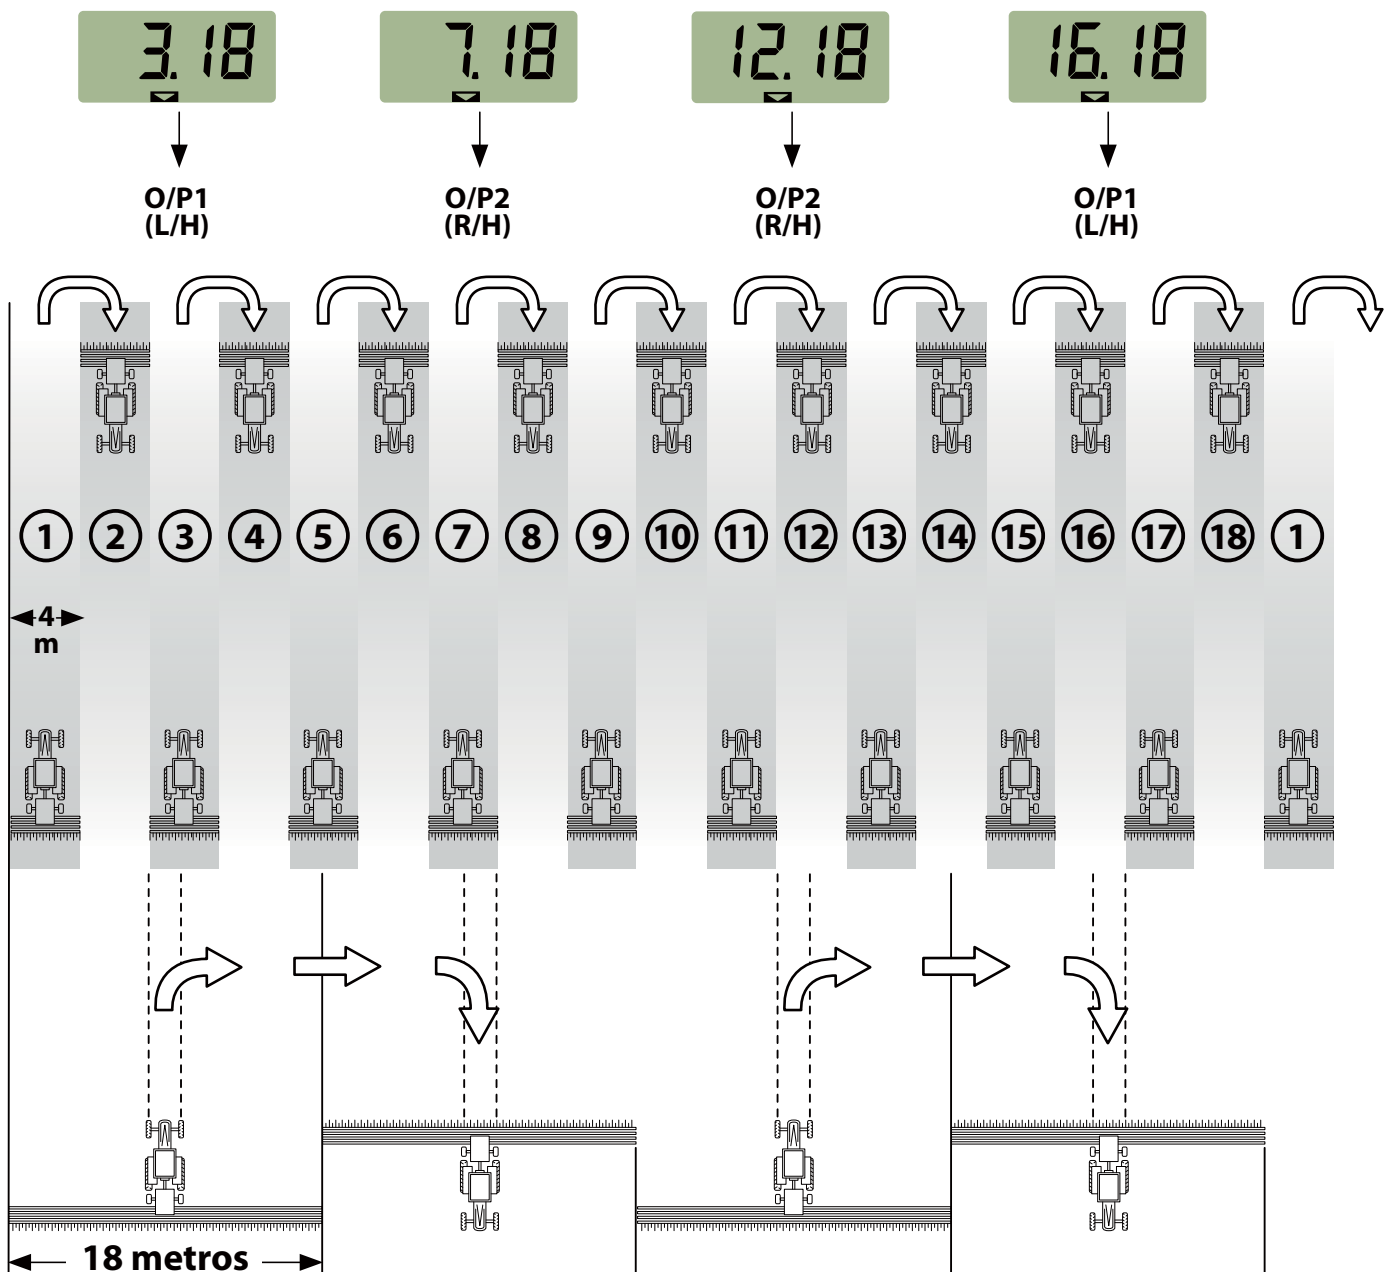 3.18 7.18 12.18 16.18
O/P1 O/P2 O/P2 O/P1
(L/H) (R/H) (R/H) (L/H)
1 2 3 4 5 6 7 8 9 10 11 12 13 14 15 16 17 18 1
4
m
18 metros